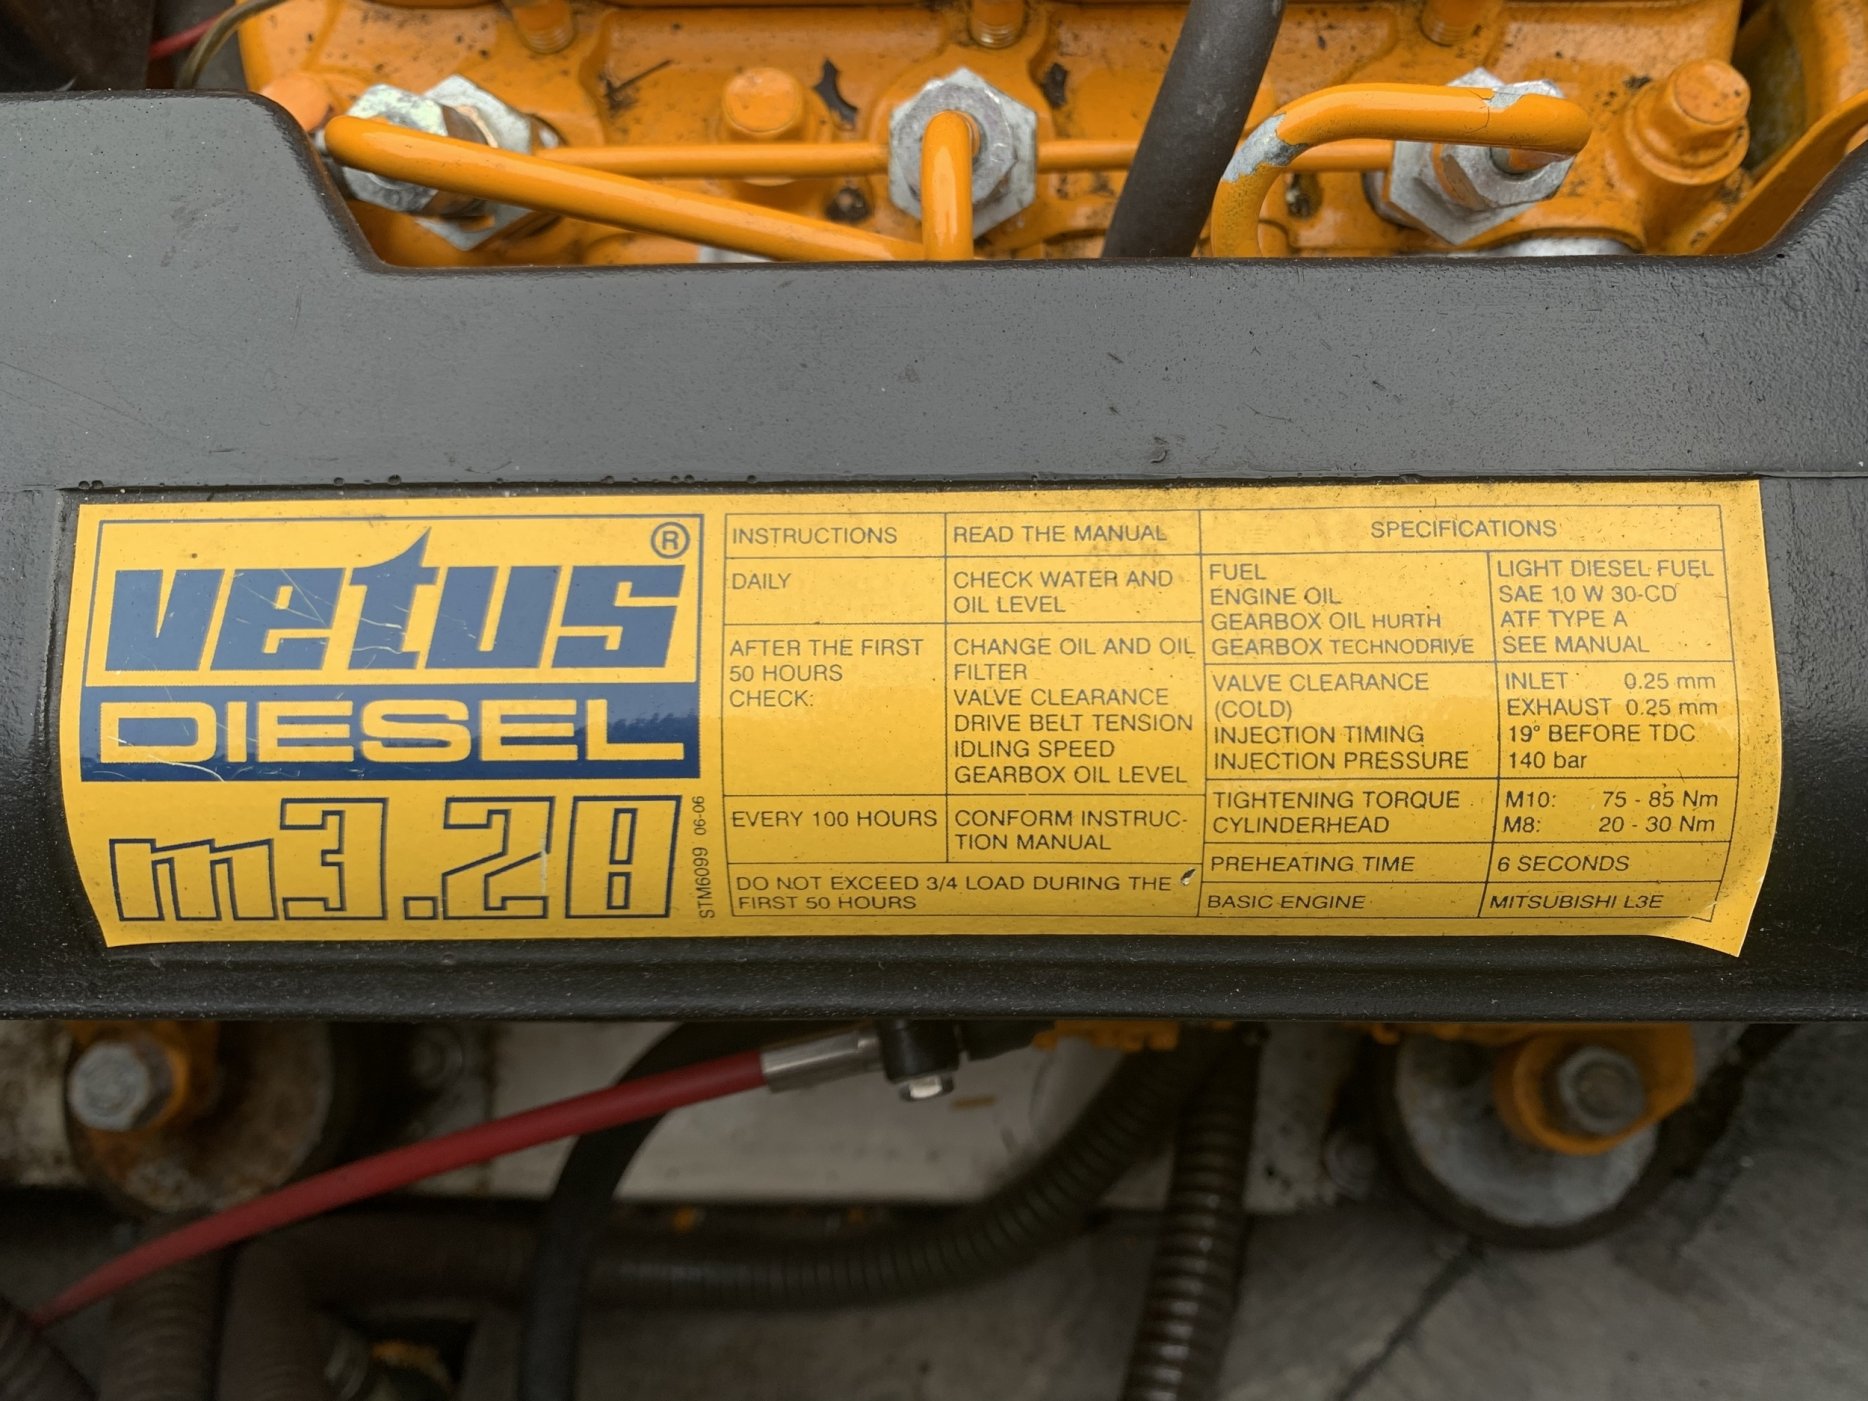 vetus ®
DIESEL
m3.28
STM6099 06-06
INSTRUCTIONS READ THE MANUAL
DAILY CHECK WATER AND
OIL LEVEL
AFTER THE FIRST CHANGE OIL AND OIL
50 HOURS FILTER
CHECK: VALVE CLEARANCE
DRIVE BELT TENSION
IDLING SPEED
GEARBOX OIL LEVEL
EVERY 100 HOURS CONFORM INSTRUC-
TION MANUAL
DO NOT EXCEED 3/4 LOAD DURING THE
FIRST 50 HOURS
SPECIFICATIONS
FUEL LIGHT DIESEL FUEL
ENGINE OIL SAE 10 W 30-CD
GEARBOX OIL HURTH ATF TYPE A
GEARBOX TECHNODRIVE SEE MANUAL
VALVE CLEARANCE INLET 0.25 mm
(COLD) EXHAUST 0.25 mm
INJECTION TIMING 19° BEFORE TDC
INJECTION PRESSURE 140 bar
TIGHTENING TORQUE M10: 75 - 85 Nm
CYLINDERHEAD M8: 20 - 30 Nm
PREHEATING TIME 6 SECONDS
BASIC ENGINE MITSUBISHI L3E